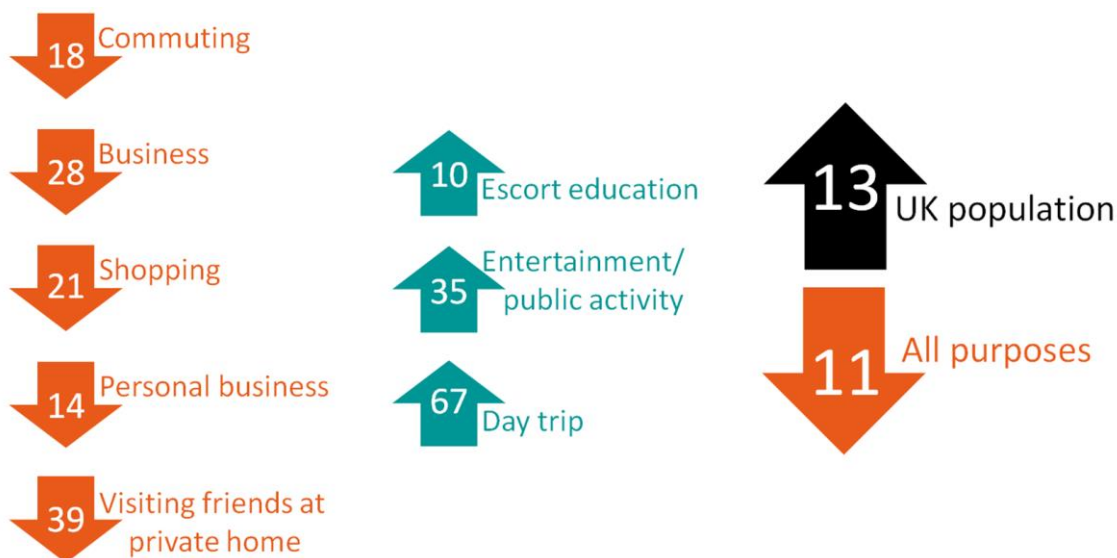 18 Commuting
28 Business
21 Shopping
14 Personal business
39 Visiting friends at
private home
10 Escort education
35 Entertainment/
public activity
67 Day trip
13 UK population
11 All purposes